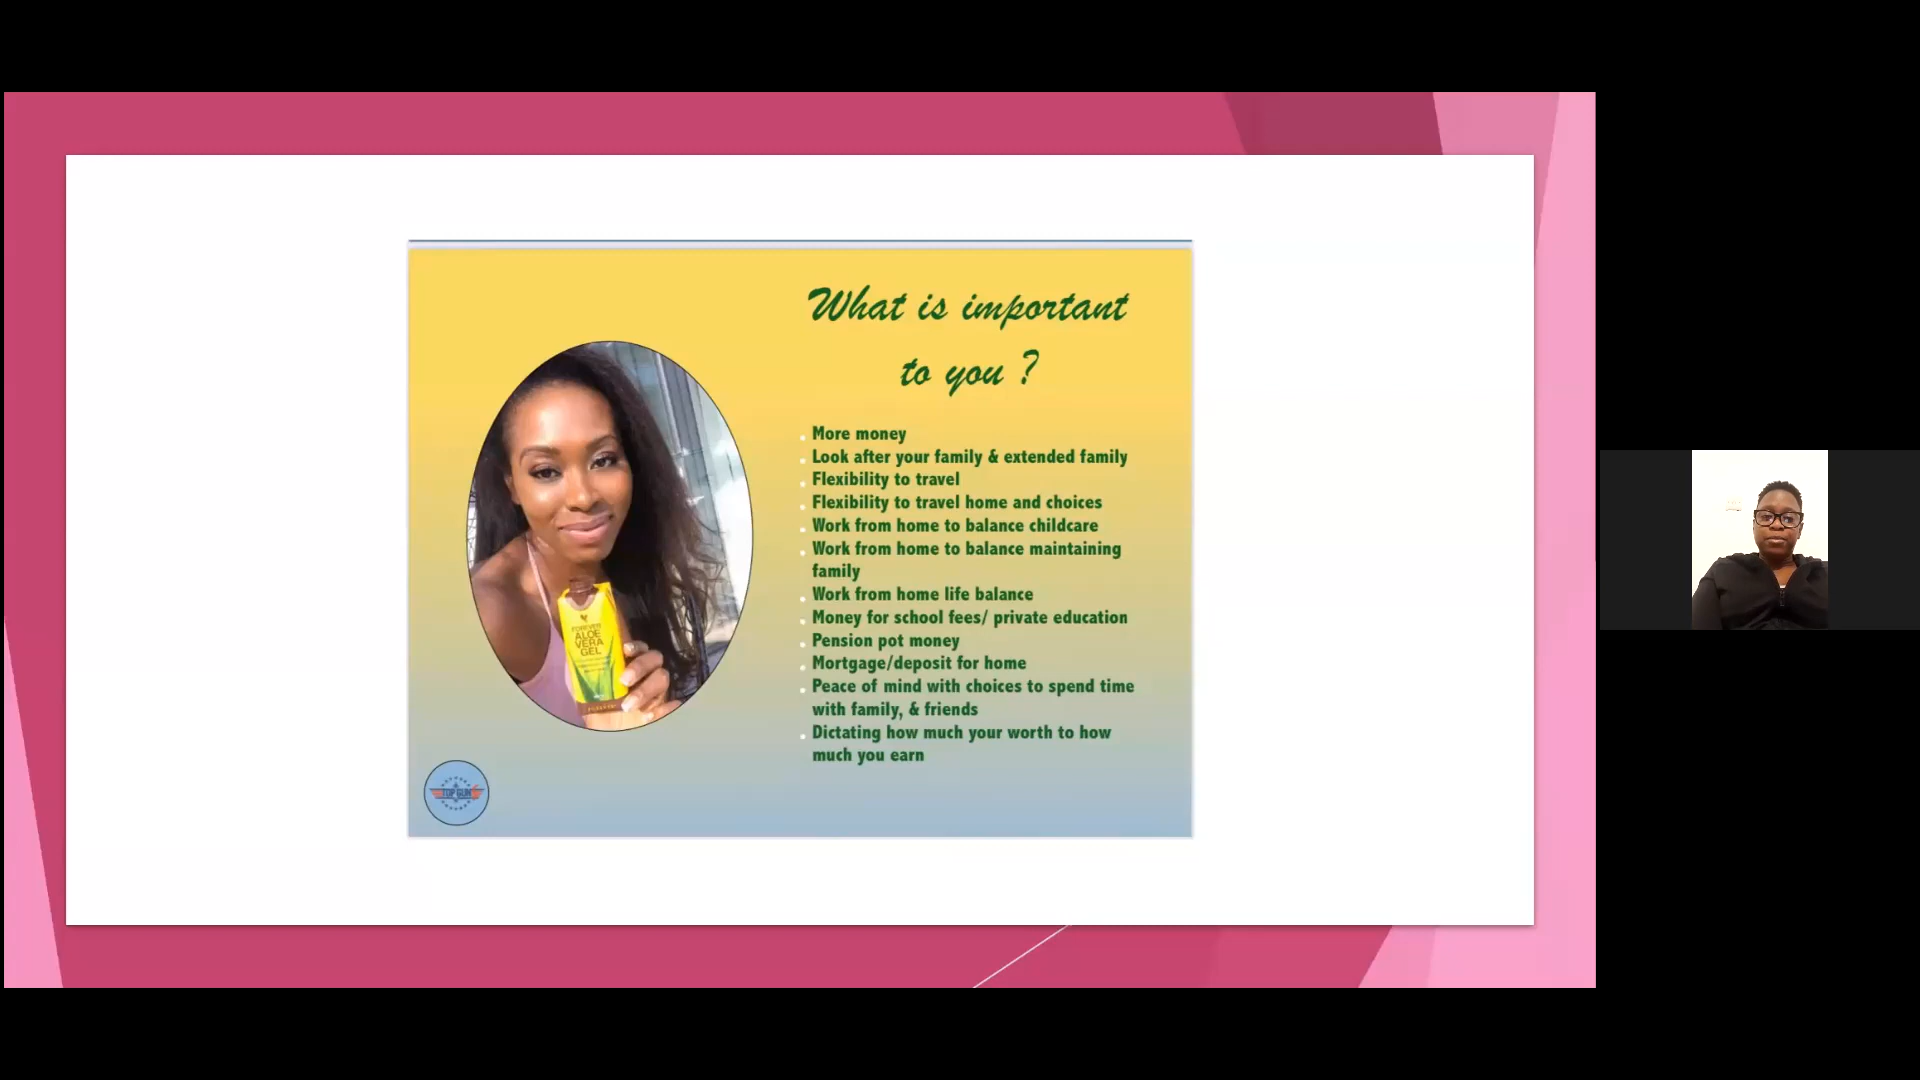 What is important
to you ?
More money
Look after your family & extended family
Flexibility to travel
Flexibility to travel home and choices
Work from home to balance childcare
Work from home to balance maintaining
family
Work from home life balance
Money for school fees/ private education
Pension pot money
Mortgage/deposit for home
Peace of mind with choices to spend time
with family, & friends
Dictating how much your worth to how
much you earn
FOREVER
ALOE
VERA
GEL
TOP GUN